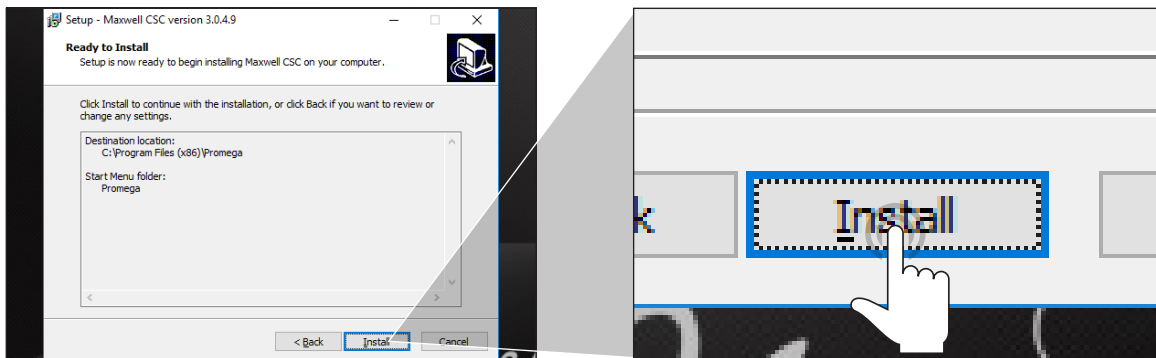 Setup - Maxwell CSC version 3.0.4.9
Ready to Install
Setup is now ready to begin installing Maxwell CSC on your computer.
Click Install to continue with the installation, or click Back if you want to review or
change any settings.
Destination location:
C:\Program Files (x86)\Promega
Start Menu folder:
Promega
< Back
Install
Cancel
k
Install